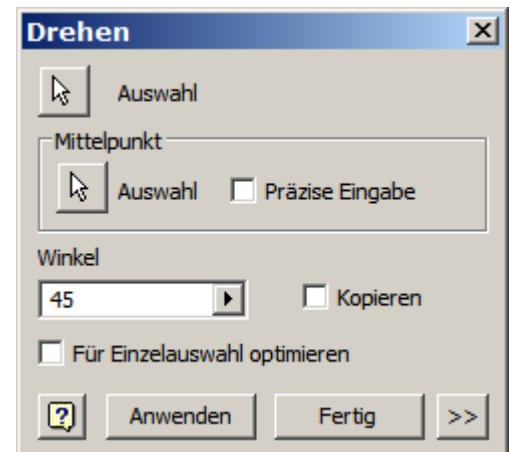 Drehen
Auswahl
Mittelpunkt
Auswahl Präzise Eingabe
Winkel
45 Kopieren
Für Einzelauswahl optimieren
? Anwenden Fertig >>